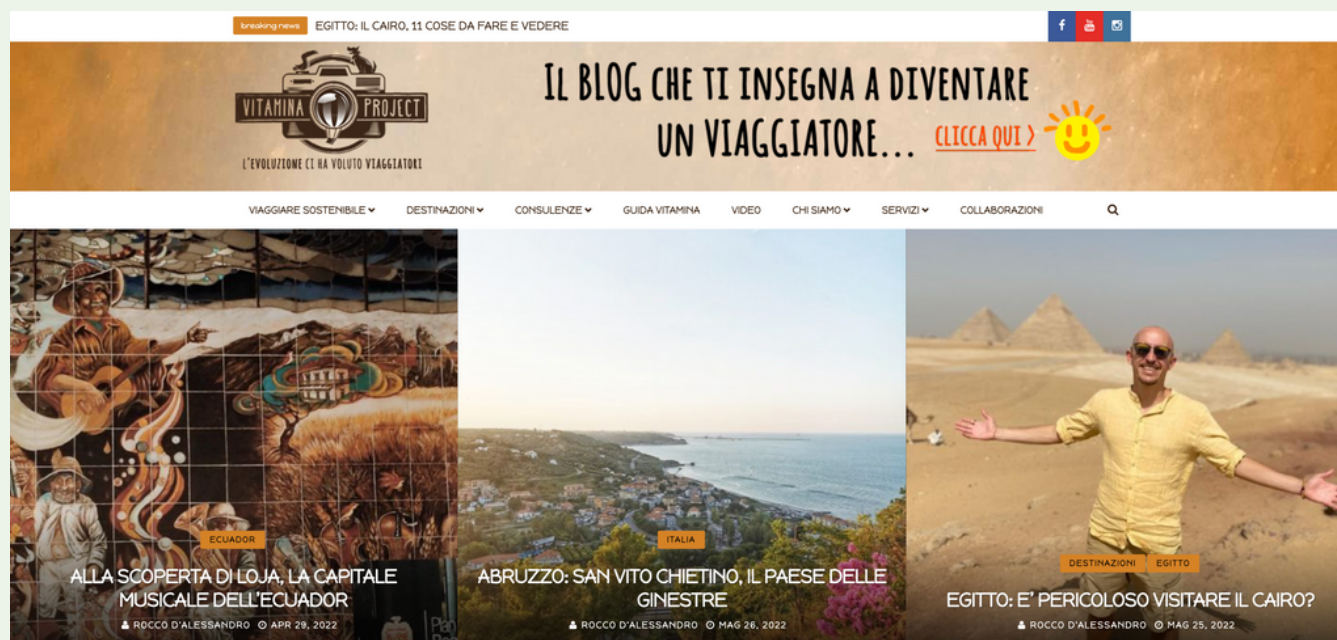 breaking news EGITTO: IL CAIRO, 11 COSE DA FARE E VEDERE
VITAMINA PROJECT
L'EVOLUZIONE CI HA VOLUTO VIAGGIATORI
IL BLOG CHE TI INSEGNA A DIVENTARE
UN VIAGGIATORE... CLICCA QUI >
VIAGGIARE SOSTENIBILE DESTINAZIONI CONSULENZE GUIDA VITAMINA VIDEO CHI SIAMO SERVIZI COLLABORAZIONI
ECUADOR
ALLA SCOPERTA DI LOJA, LA CAPITALE
MUSICALE DELL'ECUADOR
ROCCO D'ALESSANDRO APR 29, 2022
ITALIA
ABRUZZO: SAN VITO CHIETINO, IL PAESE DELLE
GINESTRE
ROCCO D'ALESSANDRO MAG 26, 2022
DESTINAZIONI EGITTO
EGITTO: E' PERICOLOSO VISITARE IL CAIRO?
ROCCO D'ALESSANDRO MAG 25, 2022